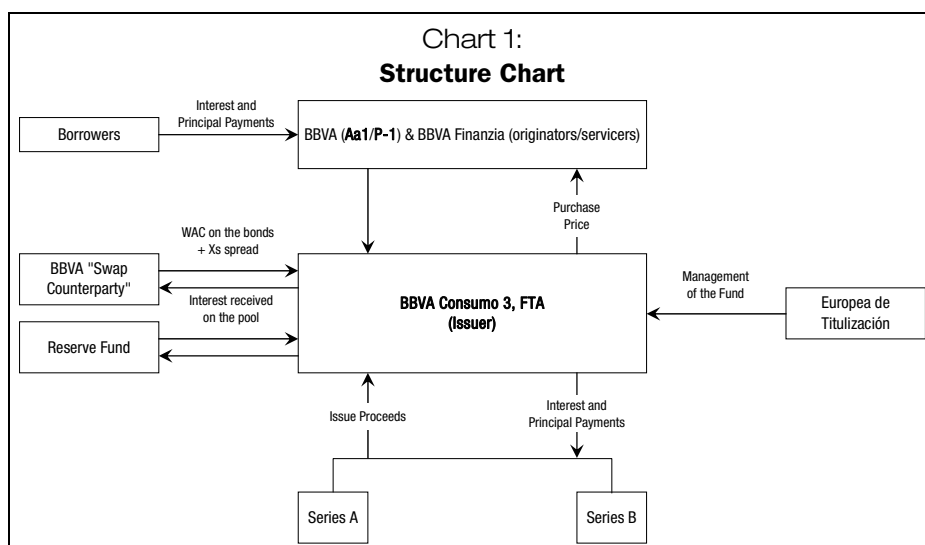 Chart 1:
Structure Chart
Interest and
Principal Payments
Borrowers
BBVA (Aa1/P-1) & BBVA Finanzia (originators/servicers)
Purchase
Price
WAC on the bonds
+ Xs spread
BBVA "Swap
Counterparty"
Interest received
on the pool
Reserve Fund
BBVA Consumo 3, FTA
(Issuer)
Management
of the Fund
Europea de
Titulización
Issue Proceeds
Interest and
Principal Payments
Series A
Series B